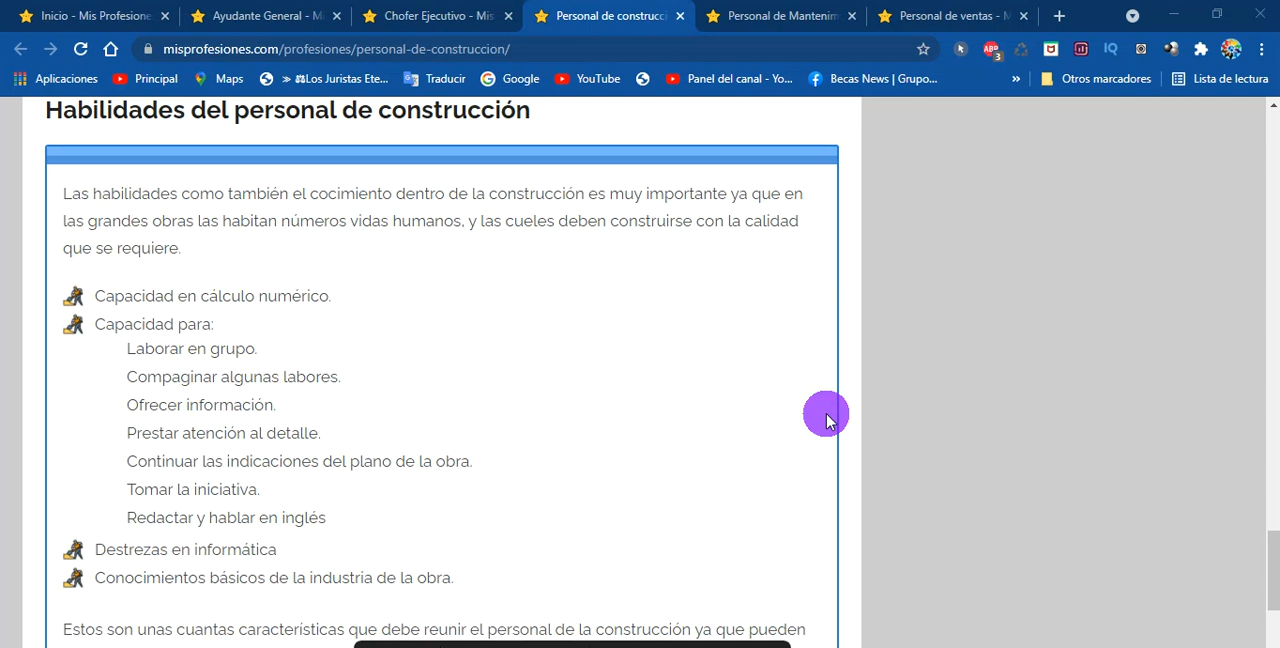 Inicio - Mis Profesione
Ayudante General - Mi
Chofer Ejecutivo - Mis
Personal de construcci
Personal de Mantenim
Personal de ventas - M
misprofesiones.com/profesiones/personal-de-construccion/
ABP
3
IQ
Aplicaciones
Principal
Maps
» ⚖Los Juristas Ete...
Traducir
Google
YouTube
Panel del canal - Yo...
Becas News | Grupo...
»
Otros marcadores
Lista de lectura
Habilidades del personal de construcción
Las habilidades como también el cocimiento dentro de la construcción es muy importante ya que en
las grandes obras las habitan números vidas humanos, y las cueles deben construirse con la calidad
que se requiere.
Capacidad en cálculo numérico.
Capacidad para:
Laborar en grupo.
Compaginar algunas labores.
Ofrecer información.
Prestar atención al detalle.
Continuar las indicaciones del plano de la obra.
Tomar la iniciativa.
Redactar y hablar en inglés
Destrezas en informática
Conocimientos básicos de la industria de la obra.
Estos son unas cuantas características que debe reunir el personal de la construcción ya que pueden